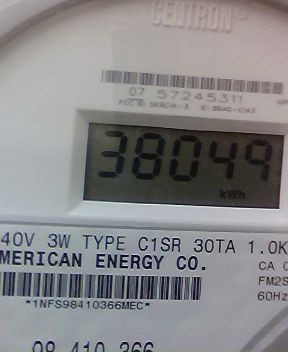 CENTRON®
07 57245311
38049
kWh
40V 3W TYPE C1SR 30TA 1.0K
MERICAN ENERGY CO.
CA 0
FM2S
60Hz
*1NFS98410366MEC*
98 410 366